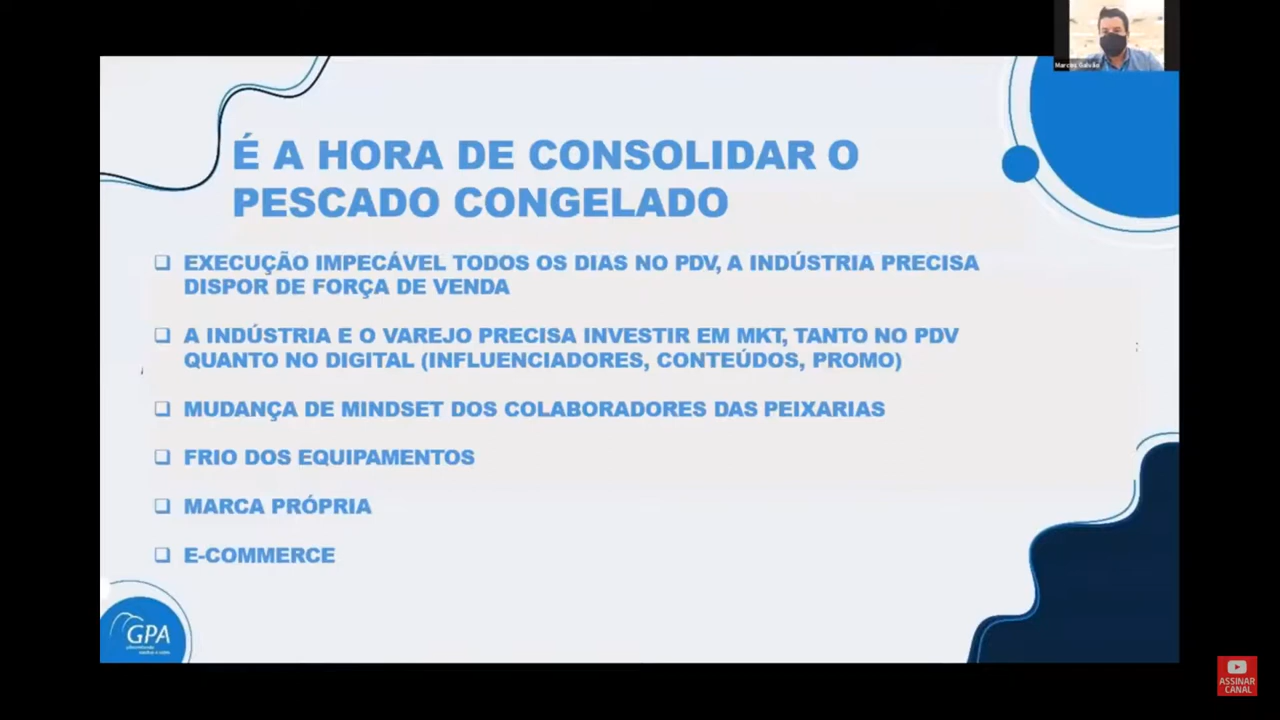 Marcos Galvão
É A HORA DE CONSOLIDAR O
PESCADO CONGELADO
EXECUÇÃO IMPECÁVEL TODOS OS DIAS NO PDV, A INDÚSTRIA PRECISA
DISPOR DE FORÇA DE VENDA
A INDÚSTRIA E O VAREJO PRECISA INVESTIR EM MKT, TANTO NO PDV
QUANTO NO DIGITAL (INFLUENCIADORES, CONTEÚDOS, PROMO)
MUDANÇA DE MINDSET DOS COLABORADORES DAS PEIXARIAS
FRIO DOS EQUIPAMENTOS
MARCA PRÓPRIA
E-COMMERCE
GPA
ASSINAR
CANAL